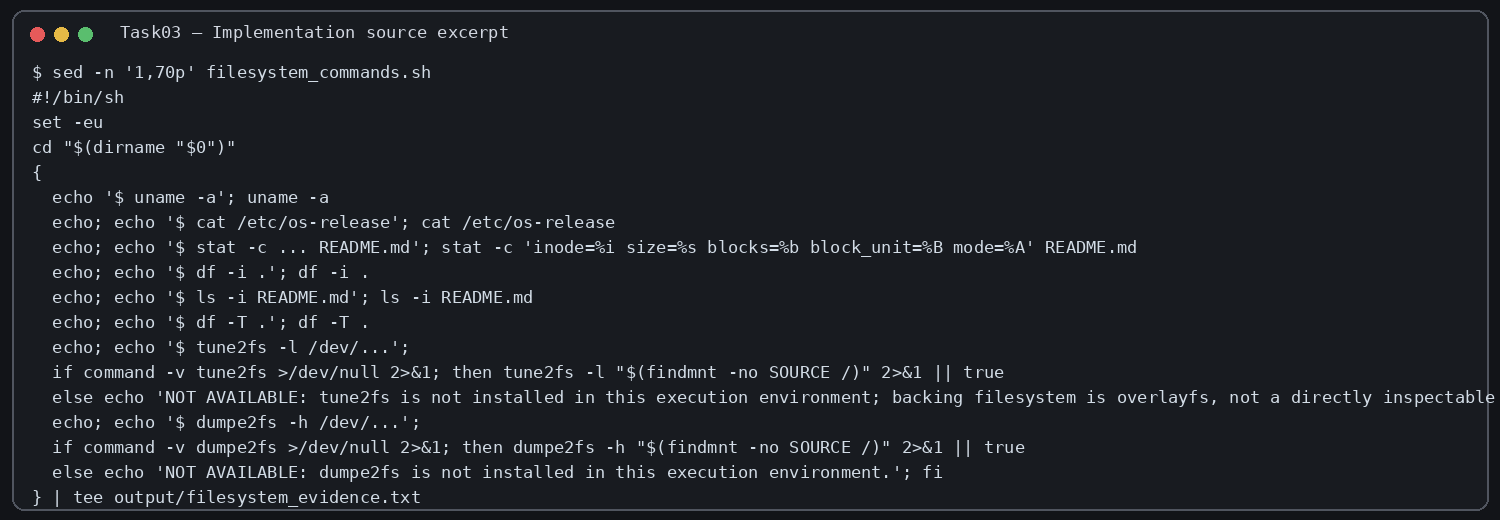 Task03 — Implementation source excerpt
$ sed -n '1,70p' filesystem_commands.sh
#!/bin/sh
set -eu
cd "$(dirname "$0")"
{
  echo '$ uname -a'; uname -a
  echo; echo '$ cat /etc/os-release'; cat /etc/os-release
  echo; echo '$ stat -c ... README.md'; stat -c 'inode=%i size=%s blocks=%b block_unit=%B mode=%A' README.md
  echo; echo '$ df -i .'; df -i .
  echo; echo '$ ls -i README.md'; ls -i README.md
  echo; echo '$ df -T .'; df -T .
  echo; echo '$ tune2fs -l /dev/...';
  if command -v tune2fs >/dev/null 2>&1; then tune2fs -l "$(findmnt -no SOURCE /)" 2>&1 || true
  else echo 'NOT AVAILABLE: tune2fs is not installed in this execution environment; backing filesystem is overlayfs, not a directly inspectable
  echo; echo '$ dumpe2fs -h /dev/...';
  if command -v dumpe2fs >/dev/null 2>&1; then dumpe2fs -h "$(findmnt -no SOURCE /)" 2>&1 || true
  else echo 'NOT AVAILABLE: dumpe2fs is not installed in this execution environment.'; fi
} | tee output/filesystem_evidence.txt